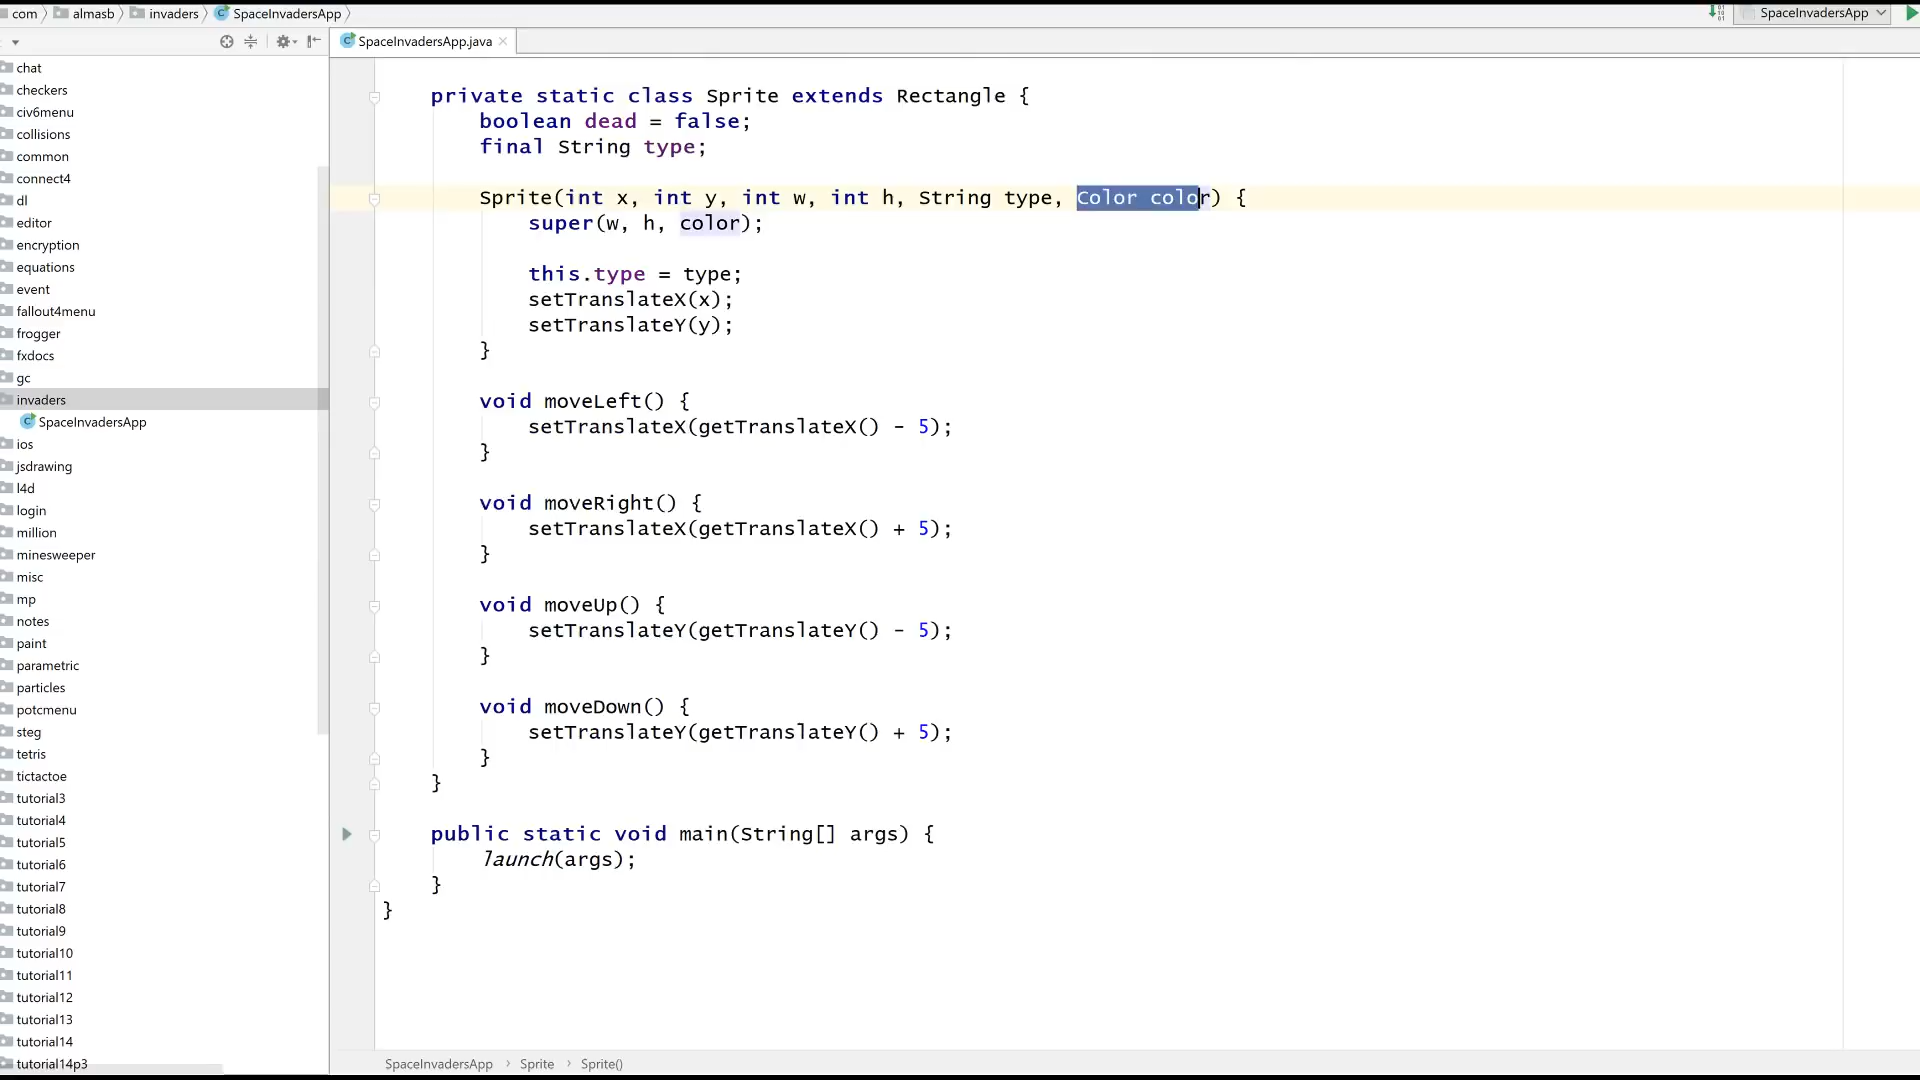 com almasb invaders SpaceInvadersApp
SpaceInvadersApp
SpaceInvadersApp.java
chat
checkers
civ6menu
collisions
common
connect4
dl
editor
encryption
equations
event
fallout4menu
frogger
fxdocs
gc
invaders
SpaceInvadersApp
ios
jsdrawing
l4d
login
million
minesweeper
misc
mp
notes
paint
parametric
particles
potcmenu
steg
tetris
tictactoe
tutorial3
tutorial4
tutorial5
tutorial6
tutorial7
tutorial8
tutorial9
tutorial10
tutorial11
tutorial12
tutorial13
tutorial14
tutorial14p3
private static class Sprite extends Rectangle {
boolean dead = false;
final String type;
Sprite(int x, int y, int w, int h, String type, Color color) {
super(w, h, color);
this.type = type;
setTranslateX(x);
setTranslateY(y);
}
void moveLeft() {
setTranslateX(getTranslateX() - 5);
}
void moveRight() {
setTranslateX(getTranslateX() + 5);
}
void moveUp() {
setTranslateY(getTranslateY() - 5);
}
void moveDown() {
setTranslateY(getTranslateY() + 5);
}
}
public static void main(String[] args) {
launch(args);
}
}
SpaceInvadersApp › Sprite › Sprite()